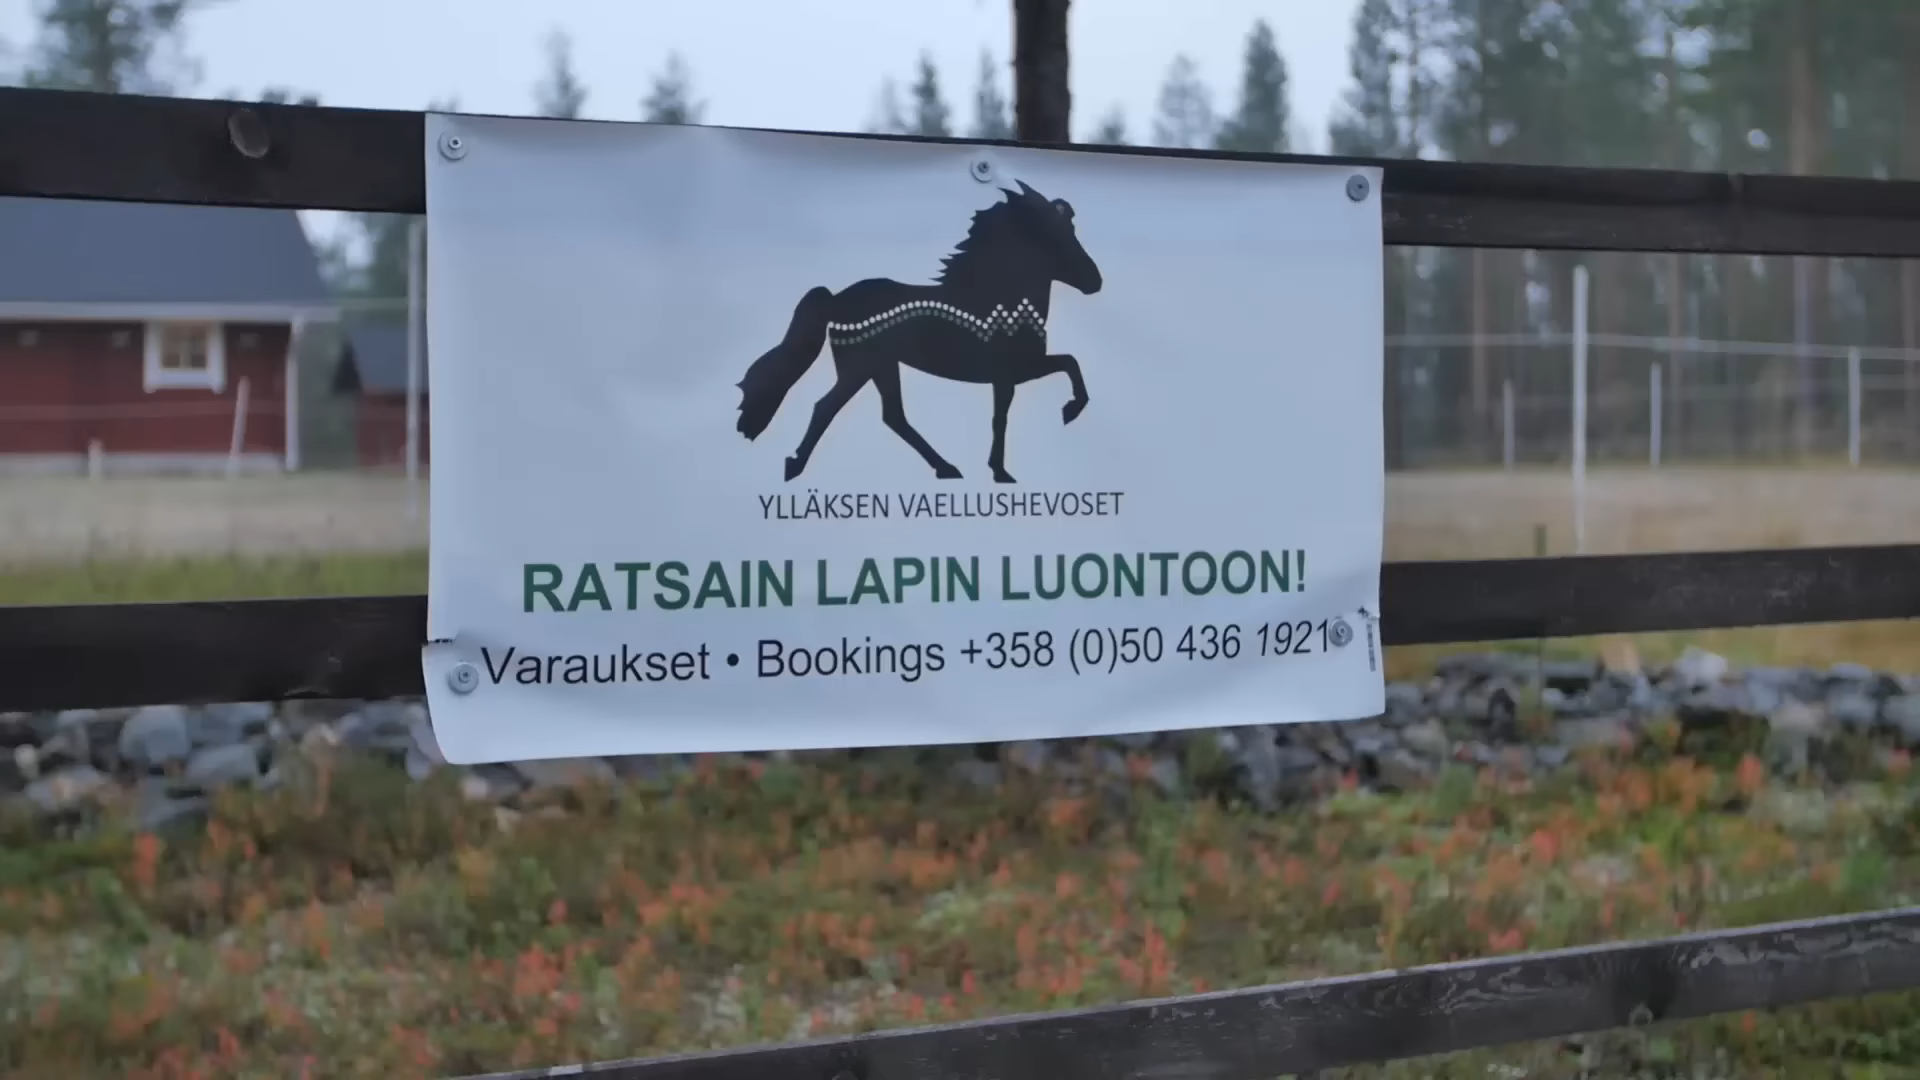 YLLÄKSEN VAELLUSHEVOSET
RATSAIN LAPIN LUONTOON!
Varaukset • Bookings +358 (0)50 436 1921